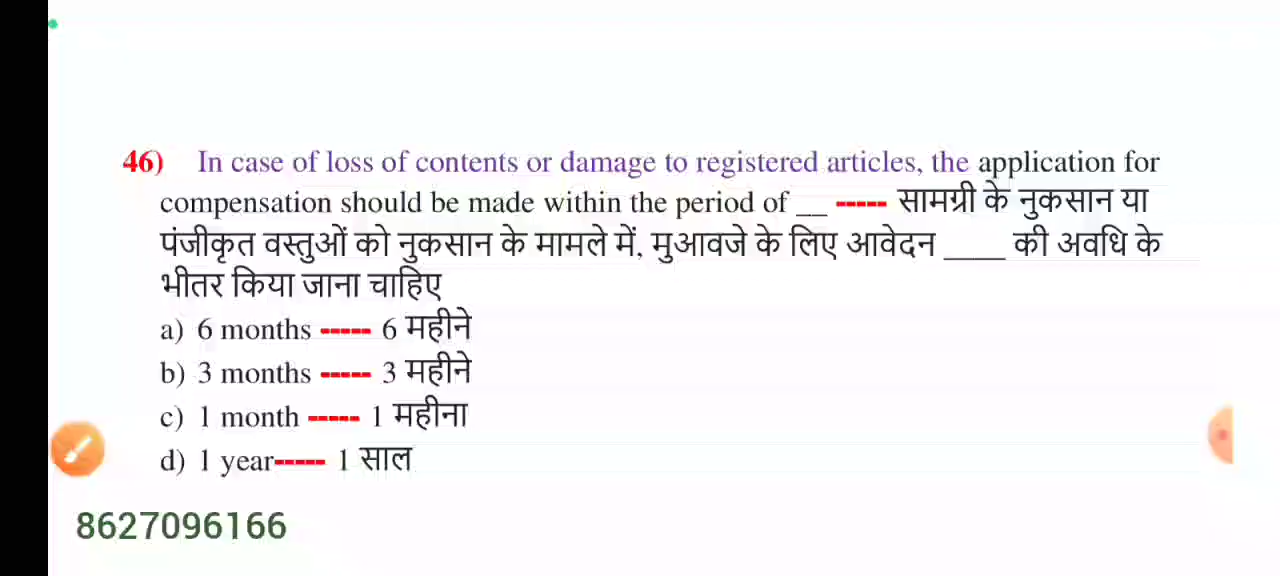 46) In case of loss of contents or damage to registered articles, the application for
compensation should be made within the period of __ ----- सामग्री के नुकसान या
पंजीकृत वस्तुओं को नुकसान के मामले में, मुआवजे के लिए आवेदन ____ की अवधि के
भीतर किया जाना चाहिए
a) 6 months ----- 6 महीने
b) 3 months ----- 3 महीने
c) 1 month ----- 1 महीना
d) 1 year----- 1 साल
8627096166